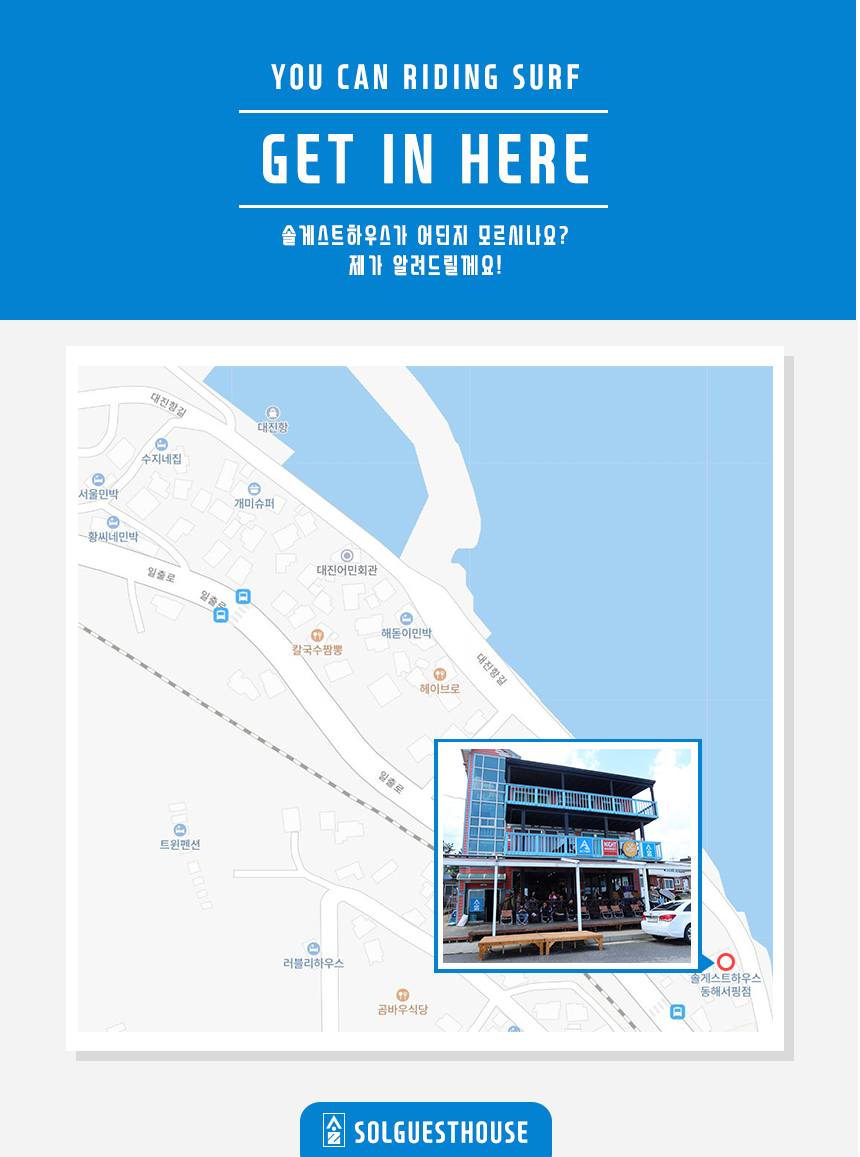 YOU CAN RIDING SURF
GET IN HERE
솔게스트하우스가 어딘지 모르시나요?
제가 알려드릴께요!
대진항길
대진항
수지네집
서울민박
개미슈퍼
황씨네민박
대진어민회관
일출로
일출로
해돋이민박
칼국수짬뽕
대진항길
헤이브로
일출로
NIGHT
트윈펜션
러블리하우스
솔게스트하우스
동해서핑점
곰바우식당
솔 SOLGUESTHOUSE